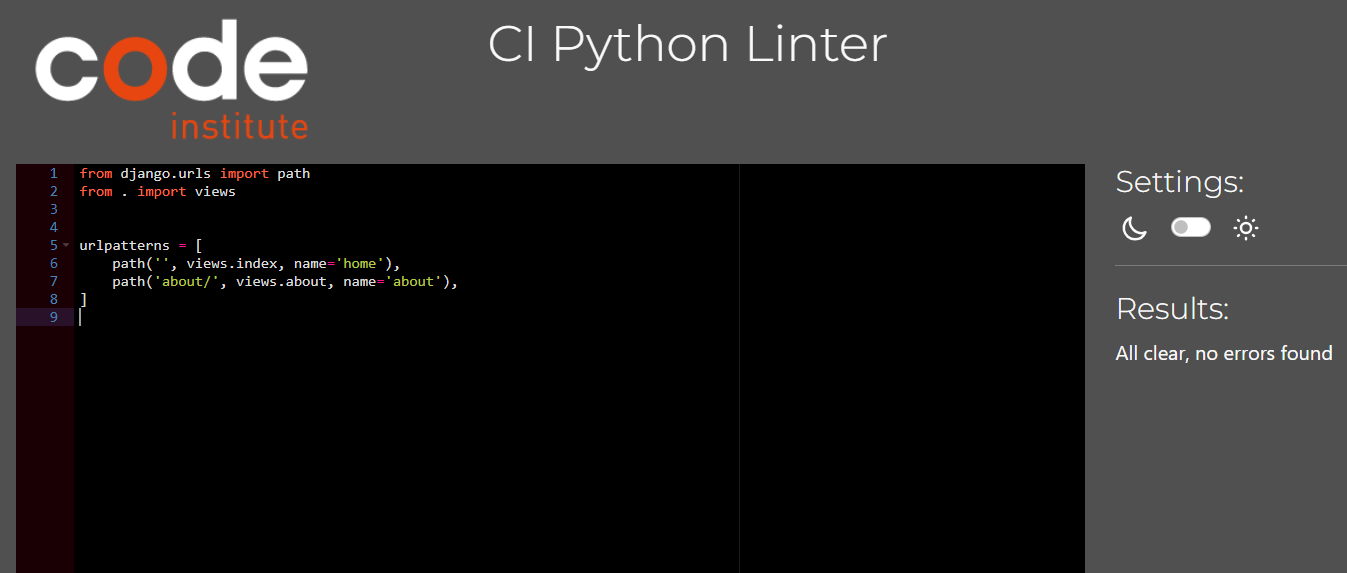 code
institute
CI Python Linter
1 from django.urls import path
2 from . import views
3
4
5 urlpatterns = [
6     path('', views.index, name='home'),
7     path('about/', views.about, name='about'),
8 ]
9
Settings:
Results:
All clear, no errors found